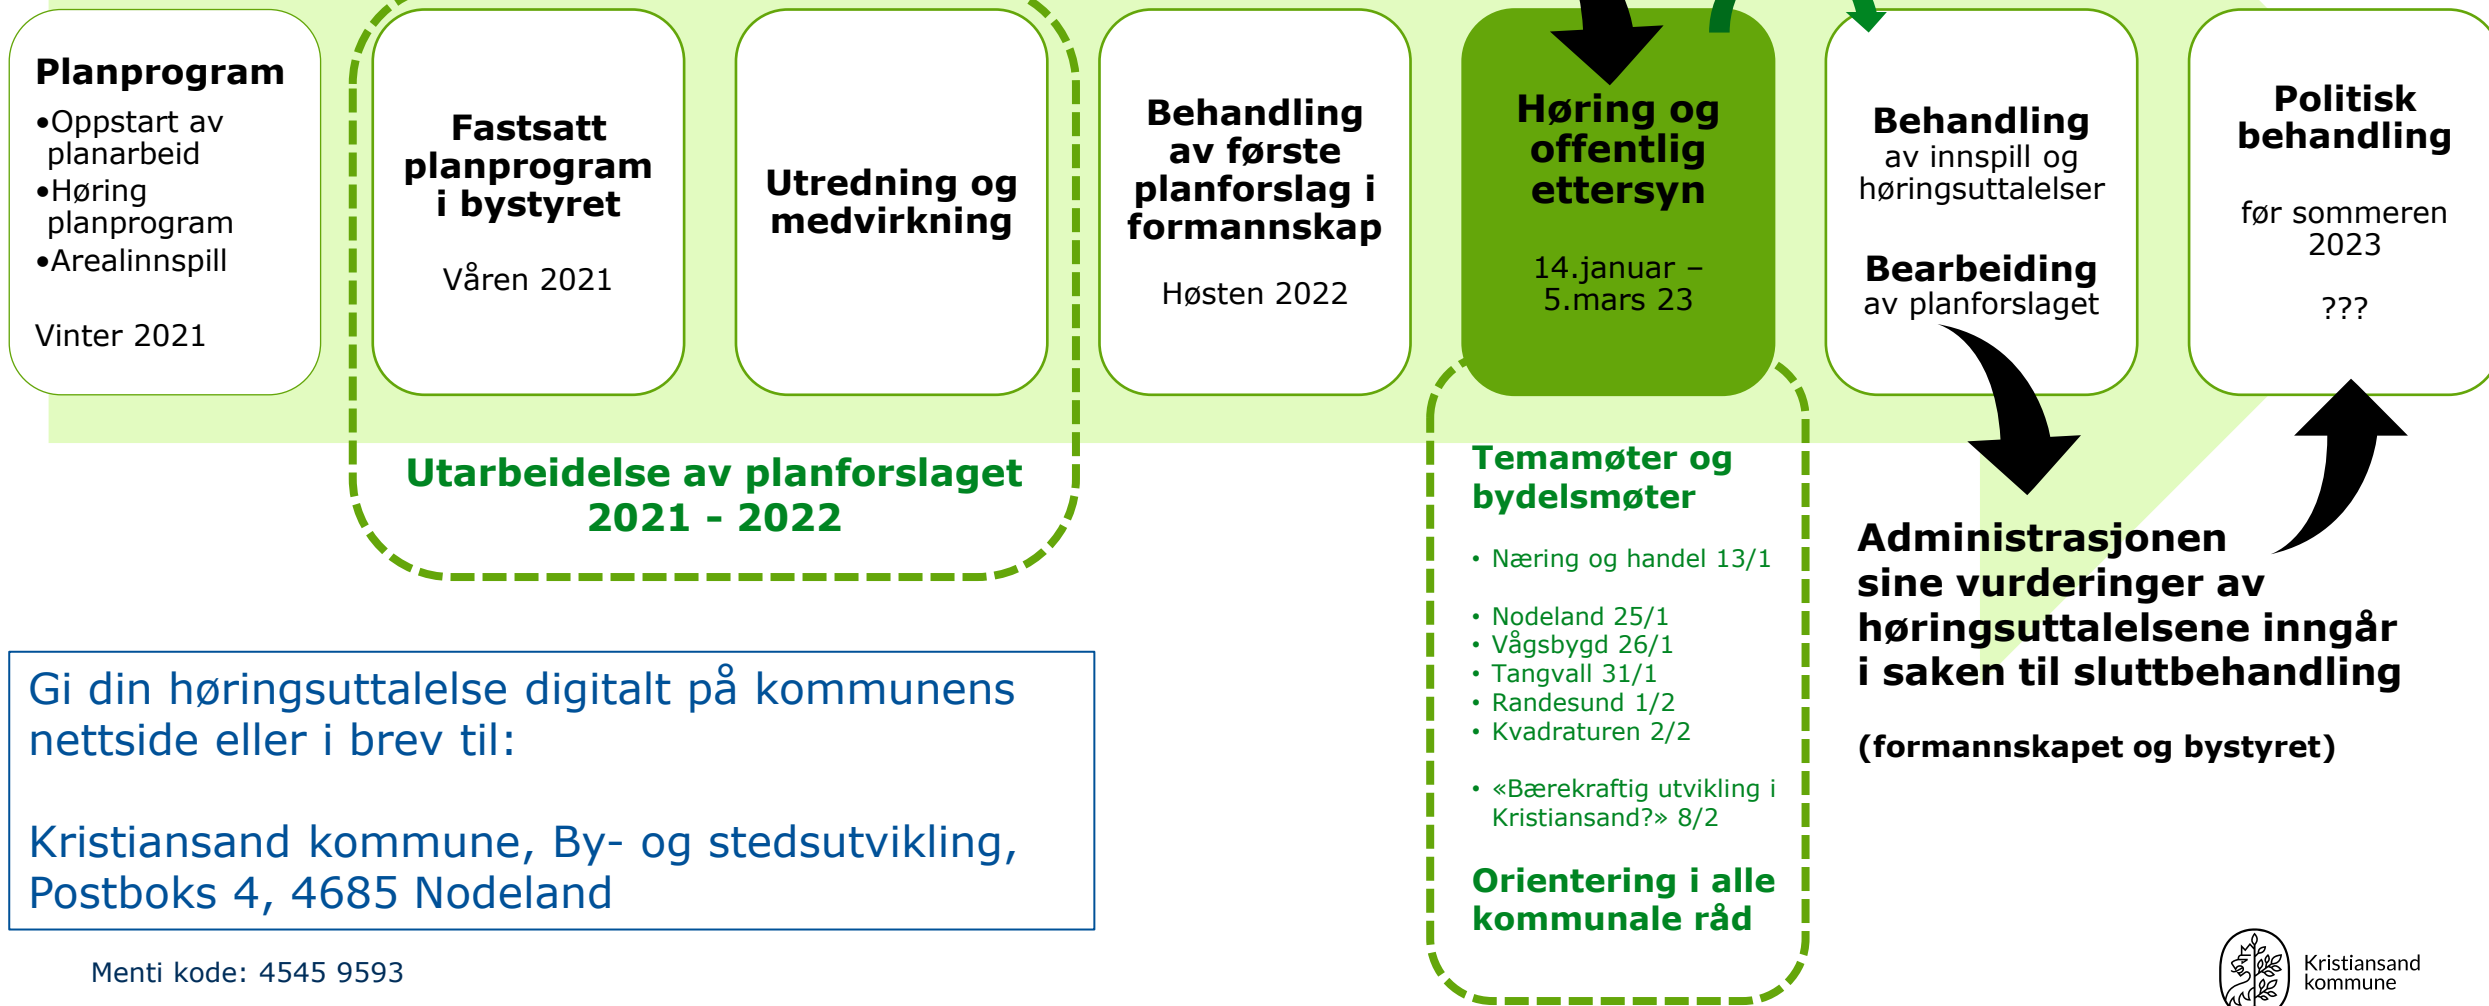 Planprogram
•Oppstart av
planarbeid
•Høring
planprogram
•Arealinnspill
Vinter 2021
Fastsatt
planprogram
i bystyret
Våren 2021
Utredning og
medvirkning
Behandling
av første
planforslag i
formannskap
Høsten 2022
Høring og
offentlig
ettersyn
14.januar –
5.mars 23
Behandling
av innspill og
høringsuttalelser
Bearbeiding
av planforslaget
Politisk
behandling
før sommeren
2023
???
Utarbeidelse av planforslaget
2021 - 2022
Temamøter og
bydelsmøter
• Næring og handel 13/1
• Nodeland 25/1
• Vågsbygd 26/1
• Tangvall 31/1
• Randesund 1/2
• Kvadraturen 2/2
• «Bærekraftig utvikling i
Kristiansand?» 8/2
Orientering i alle
kommunale råd
Administrasjonen
sine vurderinger av
høringsuttalelsene inngår
i saken til sluttbehandling
(formannskapet og bystyret)
Gi din høringsuttalelse digitalt på kommunens
nettside eller i brev til:
Kristiansand kommune, By- og stedsutvikling,
Postboks 4, 4685 Nodeland
Menti kode: 4545 9593
Kristiansand
kommune